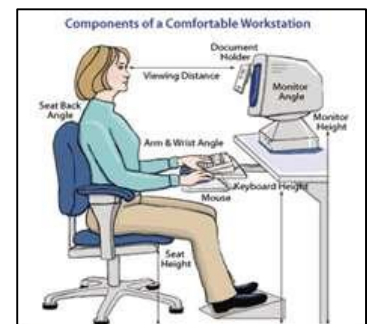 Components of a Comfortable Workstation
Document
Holder
Viewing Distance
Monitor
Angle
Seat Back
Angle
Monitor
Height
Arm & Wrist Angle
Keyboard Height
Mouse
Seat
Height